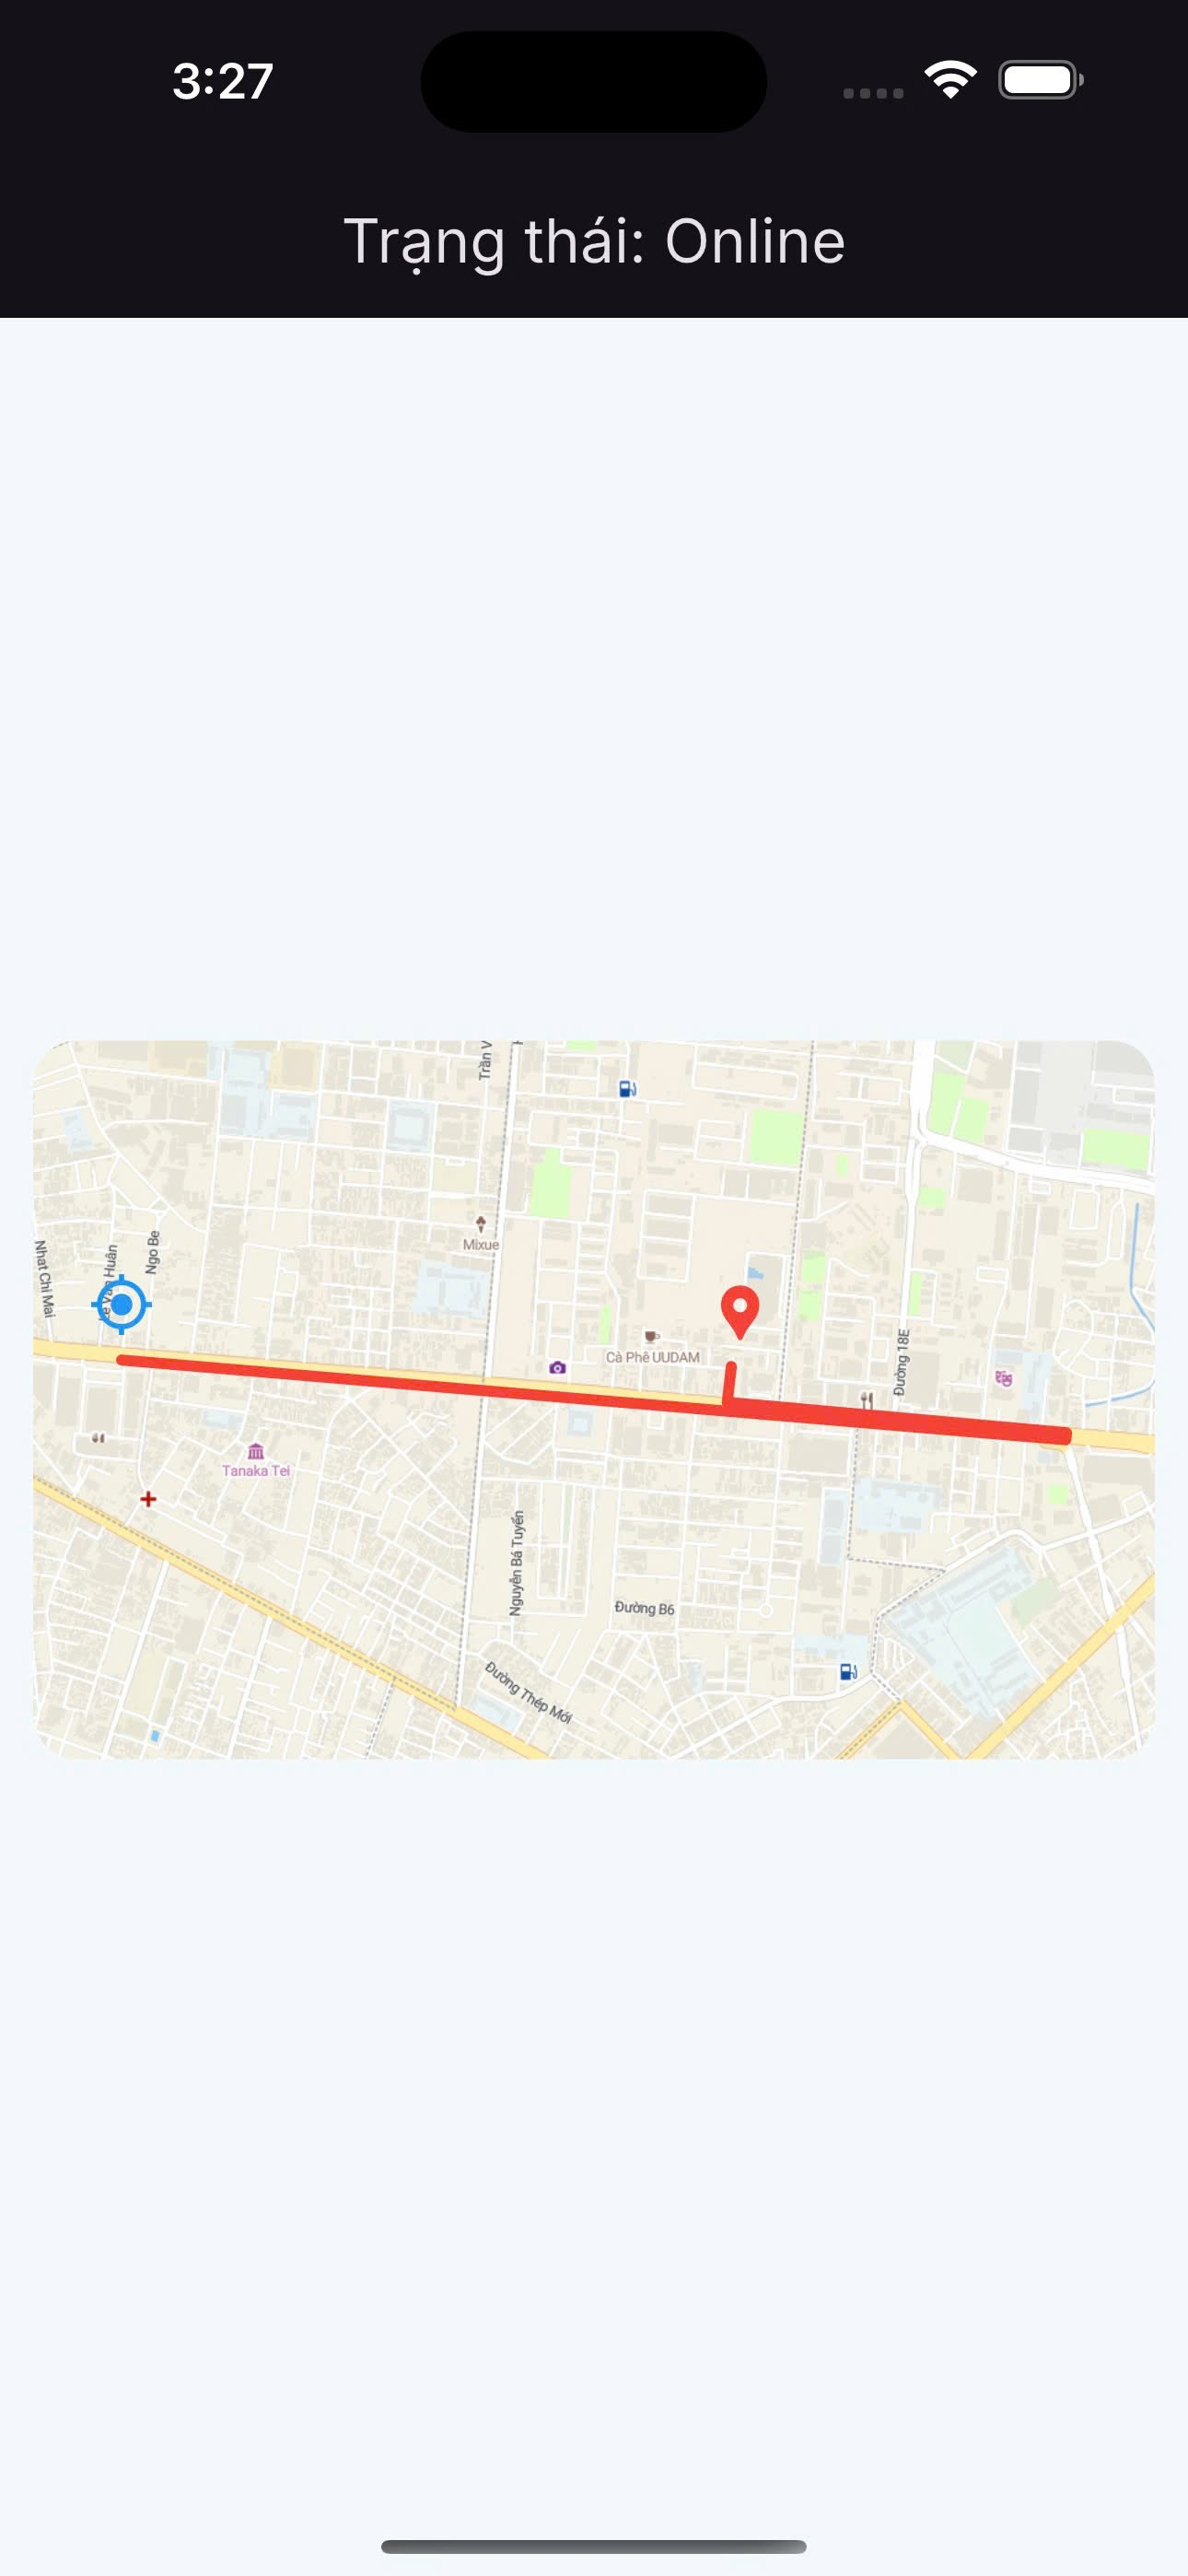 3:27
Trạng thái: Online
Trần V
Mixue
Nhat Chi Mai
Ngo Be
Cà Phê UUDAM
Đường 18E
Tanaka Tei
Nguyễn Bá Tuyển
Đường B6
Đường Thép Mới